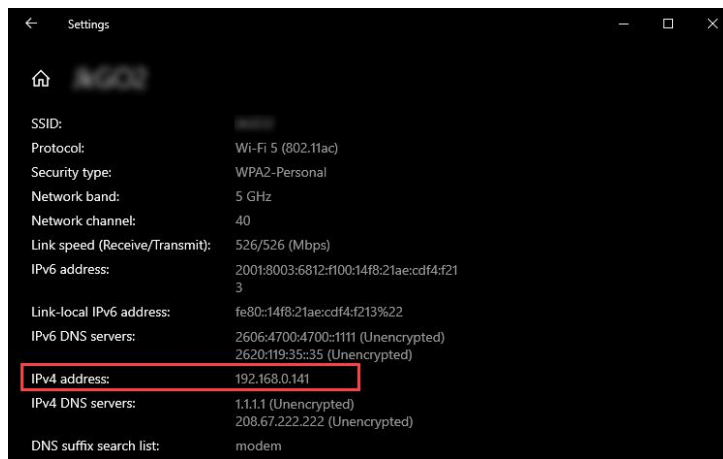 Settings
SSID:
Protocol: Wi-Fi 5 (802.11ac)
Security type: WPA2-Personal
Network band: 5 GHz
Network channel: 40
Link speed (Receive/Transmit): 526/526 (Mbps)
IPv6 address: 2001:8003:6812:f100:14f8:21ae:cdf4:f21
3
Link-local IPv6 address: fe80::14f8:21ae:cdf4:f213%22
IPv6 DNS servers: 2606:4700:4700::1111 (Unencrypted)
2620:119:35::35 (Unencrypted)
IPv4 address: 192.168.0.141
IPv4 DNS servers: 1.1.1.1 (Unencrypted)
208.67.222.222 (Unencrypted)
DNS suffix search list: modem